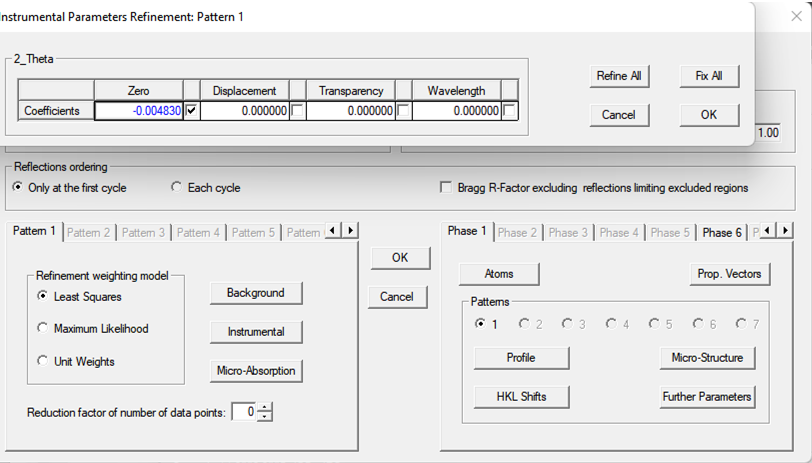 Instrumental Parameters Refinement: Pattern 1
2_Theta
Zero Displacement Transparency Wavelength
Coefficients -0.004830 0.000000 0.000000 0.000000
Refine All Fix All
Cancel OK
1.00
Reflections ordering
Only at the first cycle Each cycle Bragg R-Factor excluding reflections limiting excluded regions
Pattern 1 Pattern 2 Pattern 3 Pattern 4 Pattern 5 Pattern
OK
Cancel
Refinement weighting model
Least Squares
Maximum Likelihood
Unit Weights
Background
Instrumental
Micro-Absorption
Reduction factor of number of data points: 0
Phase 1 Phase 2 Phase 3 Phase 4 Phase 5 Phase 6 P
Atoms Prop. Vectors
Patterns
1 2 3 4 5 6 7
Profile Micro-Structure
HKL Shifts Further Parameters